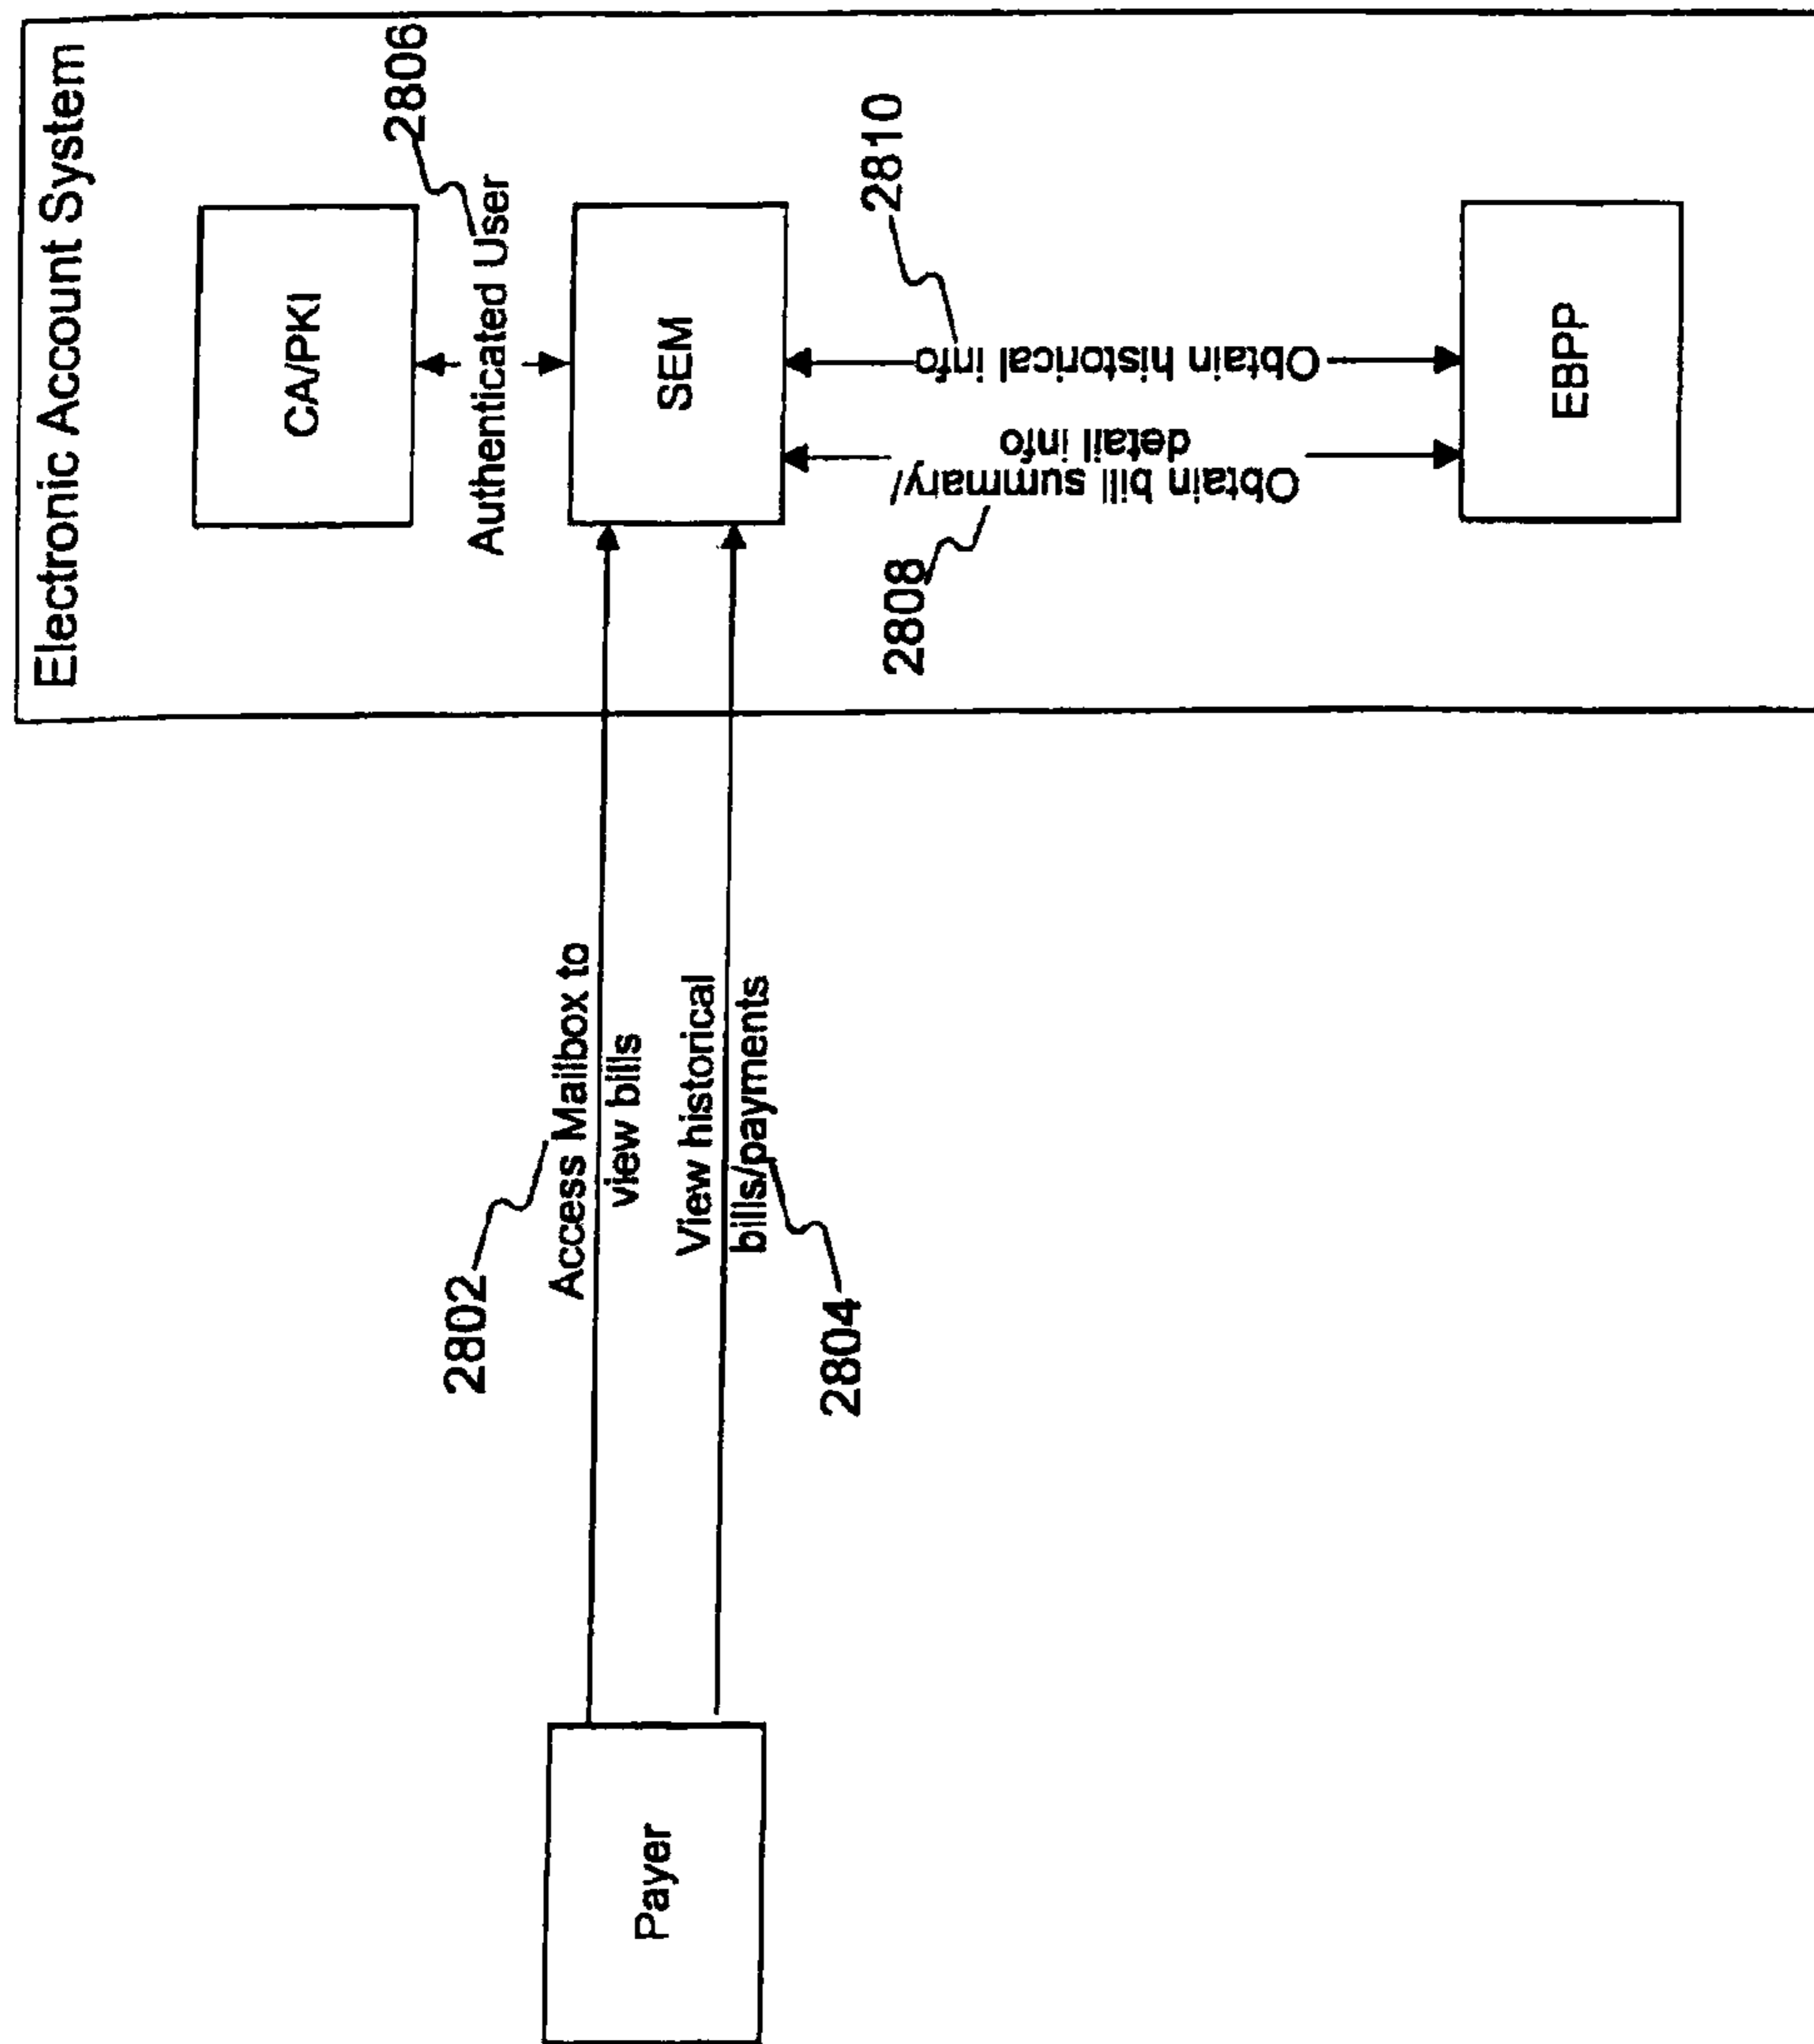 Electronic Account System
CA/PKI
2806
Authenticated User
2802
Access Mailbox to
view bills
SEM
Payer
View historical
bills/payments
2804
2808
Obtain bill summary/
detail info
2810
Obtain historical info
EBPP